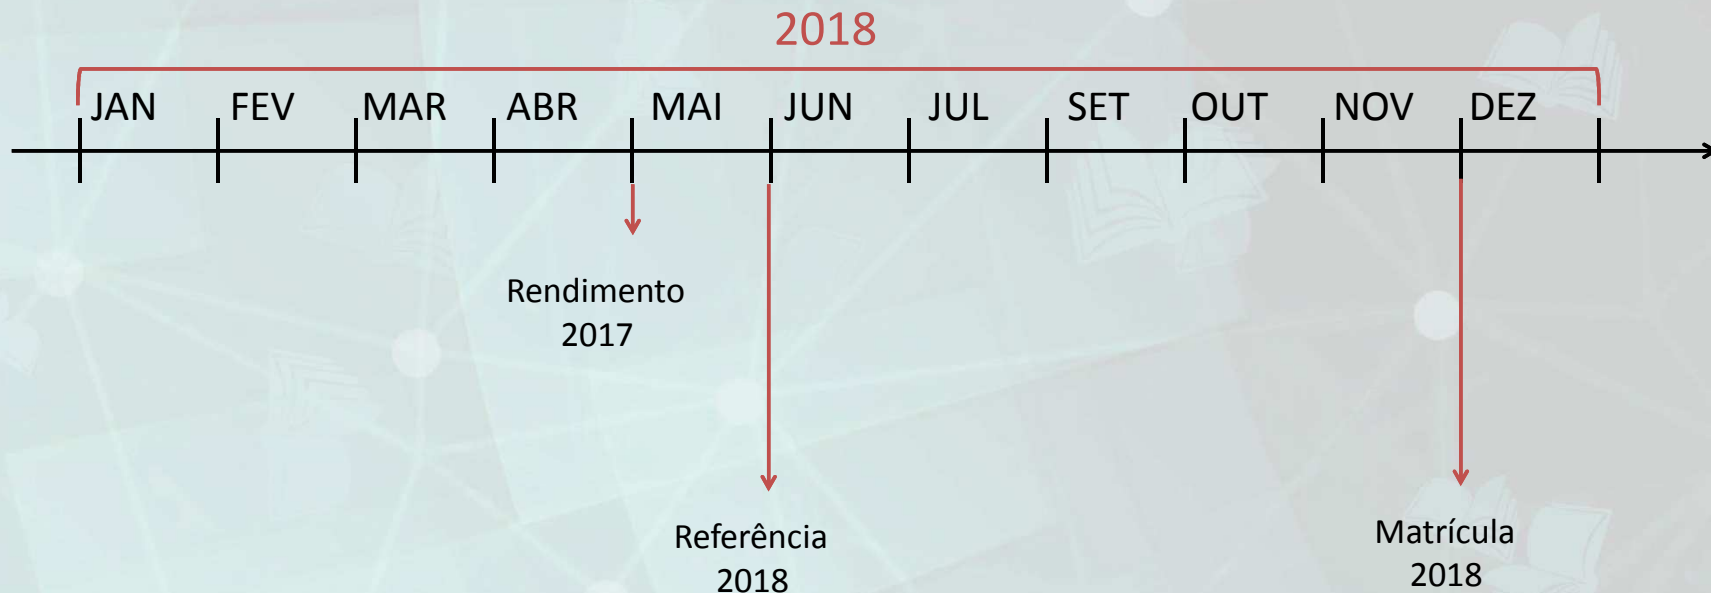 2018
JAN FEV MAR ABR MAI JUN JUL SET OUT NOV DEZ
Rendimento
2017
Referência
2018
Matrícula
2018